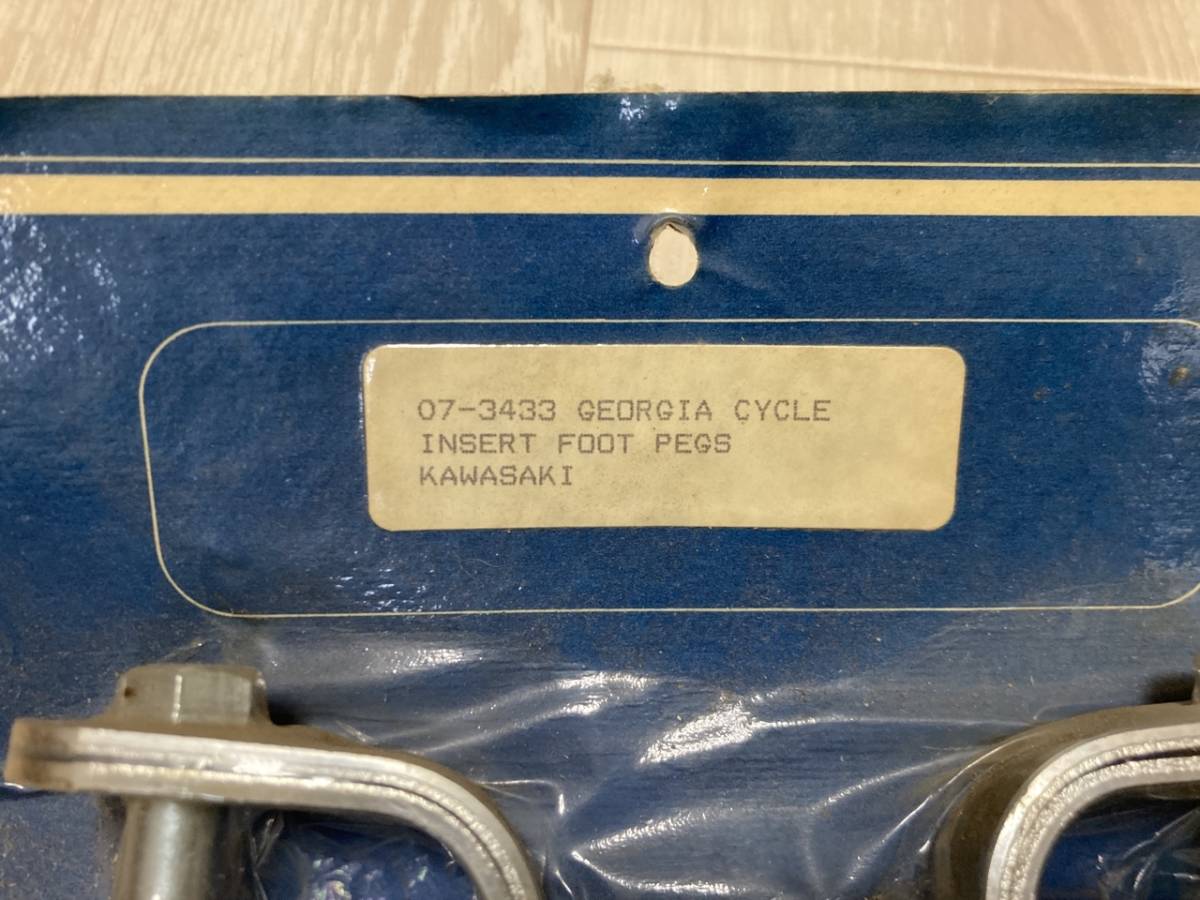 07-3433 GEORGIA CYCLE
INSERT FOOT PEGS
KAWASAKI